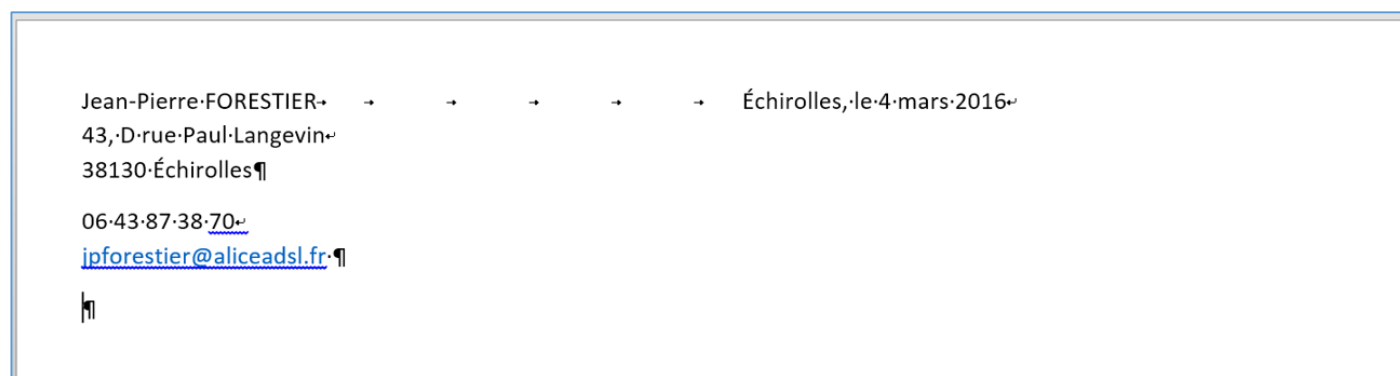 Jean-Pierre FORESTIER Échirolles, le 4 mars 2016
43, D rue Paul Langevin
38130 Échirolles¶
06 43 87 38 70
jpforestier@aliceadsl.fr ¶
¶